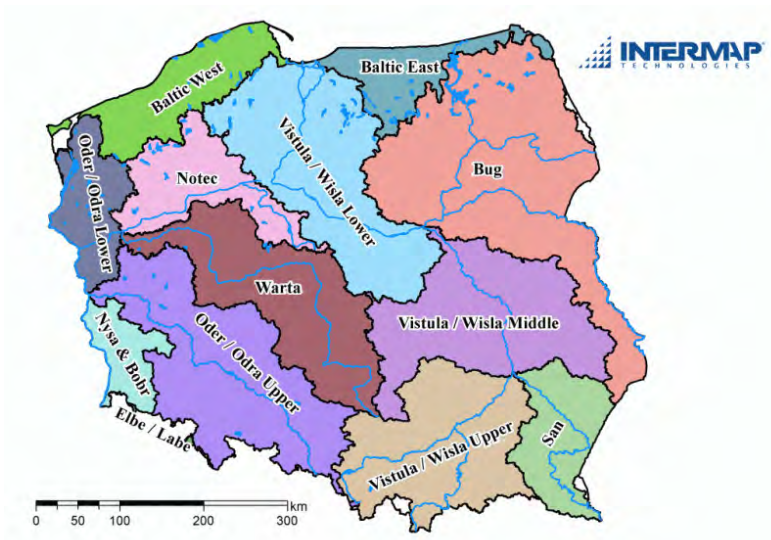 INTERMAP
TECHNOLOGIES
Baltic West
Baltic East
Oder / Odra Lower
Notec
Vistula / Wisla Lower
Bug
Warta
Vistula / Wisla Middle
Nysa & Bobr
Oder / Odra Upper
Elbe / Labe
Vistula / Wisla Upper
San
km
0 50 100 200 300